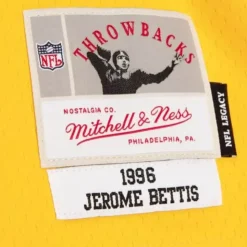 THROWBACKS
NFL
NOSTALGIA CO.
Mitchell & Ness
PHILADELPHIA, PA.
NFL LEGACY
1996
JEROME BETTIS